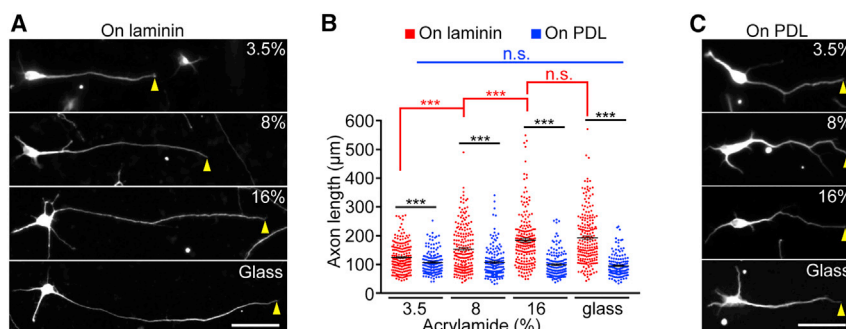 A
On laminin
3.5%
8%
16%
Glass
B
On laminin
On PDL
n.s.
n.s.
***
***
***
***
***
***
Axon length (µm)
600
500
400
300
200
100
0
3.5
8
16
glass
Acrylamide (%)
C
On PDL
3.5%
8%
16%
Glass